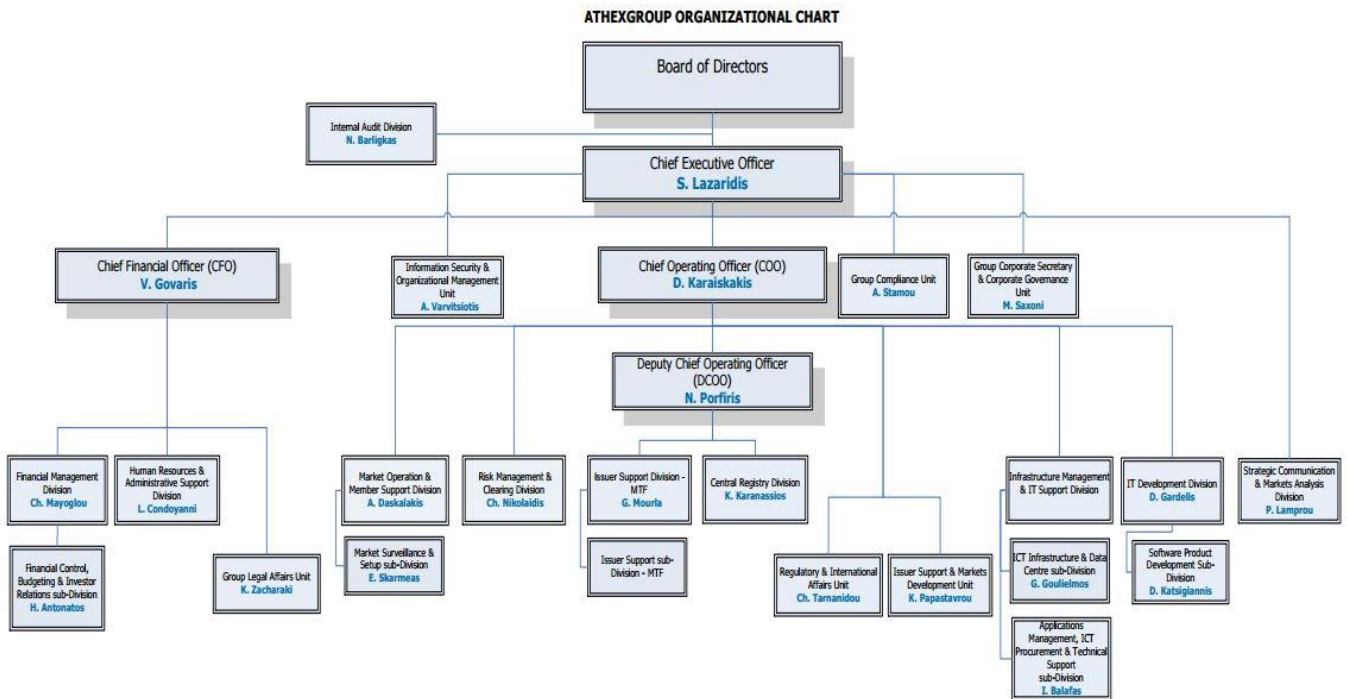 ATHEXGROUP ORGANIZATIONAL CHART
Board of Directors
Internal Audit Division
N. Barligkas
Chief Executive Officer
S. Lazaridis
Chief Financial Officer (CFO)
V. Govaris
Information Security &
Organizational Management
Unit
A. Varvitsiotis
Chief Operating Officer (COO)
D. Karaiskakis
Group Compliance Unit
A. Stamou
Group Corporate Secretary
& Corporate Governance
Unit
M. Saxoni
Deputy Chief Operating Officer
(DCOO)
N. Porfiris
Financial Management
Division
Ch. Mayoglou
Human Resources &
Administrative Support
Division
L. Condoyanni
Market Operation &
Member Support Division
A. Daskalakis
Risk Management &
Clearing Division
Ch. Nikolaidis
Issuer Support Division -
MTF
G. Mourla
Central Registry Division
K. Karanassios
Infrastructure Management
& IT Support Division
IT Development Division
D. Gardelis
Strategic Communication
& Markets Analysis
Division
P. Lamprou
Financial Control,
Budgeting & Investor
Relations sub-Division
H. Antonatos
Group Legal Affairs Unit
K. Zacharaki
Market Surveillance &
Setup sub-Division
E. Skarmeas
Issuer Support sub-
Division - MTF
Regulatory & International
Affairs Unit
Ch. Tarnanidou
Issuer Support & Markets
Development Unit
K. Papastavrou
ICT Infrastructure & Data
Centre sub-Division
G. Goulielmos
Software Product
Development Sub-
Division
D. Katsigiannis
Applications
Management, ICT
Procurement & Technical
Support
sub-Division
I. Balafas